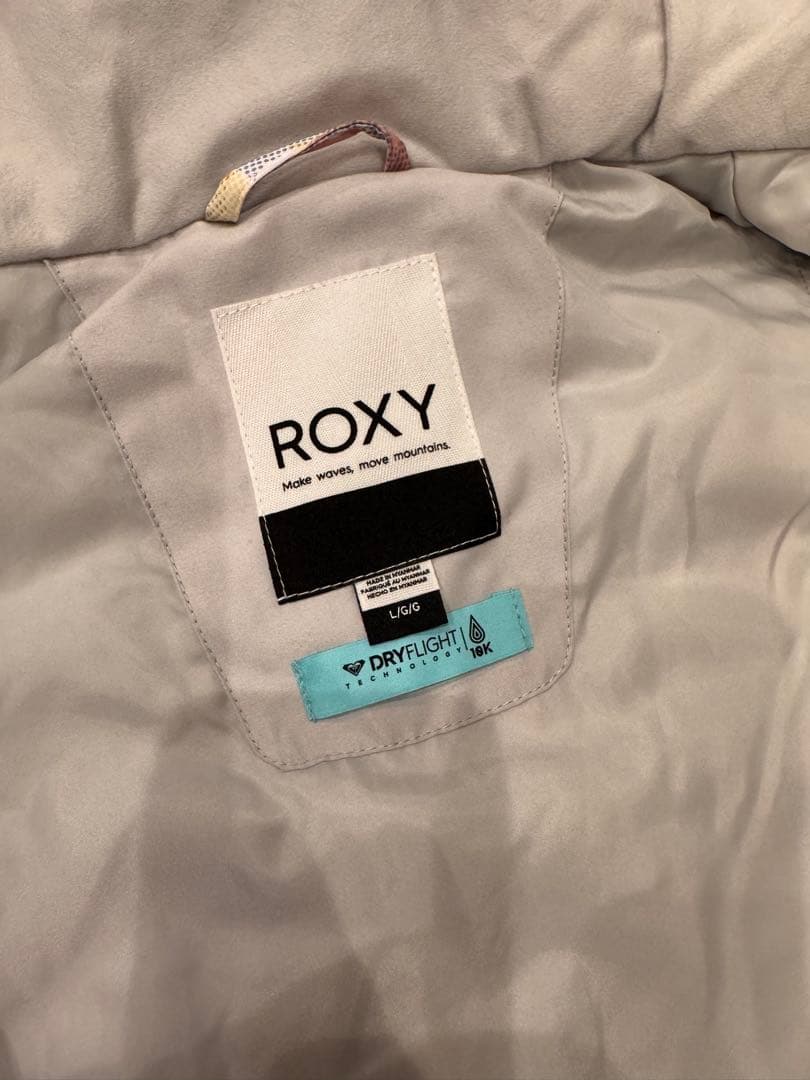 ROXY
Make waves, move mountains.
MADE IN MYANMAR
FABRIQUÉ AU MYANMAR
HECHO EN MYANMAR
L/G/G
DRYFLIGHT
TECHNOLOGY
10K